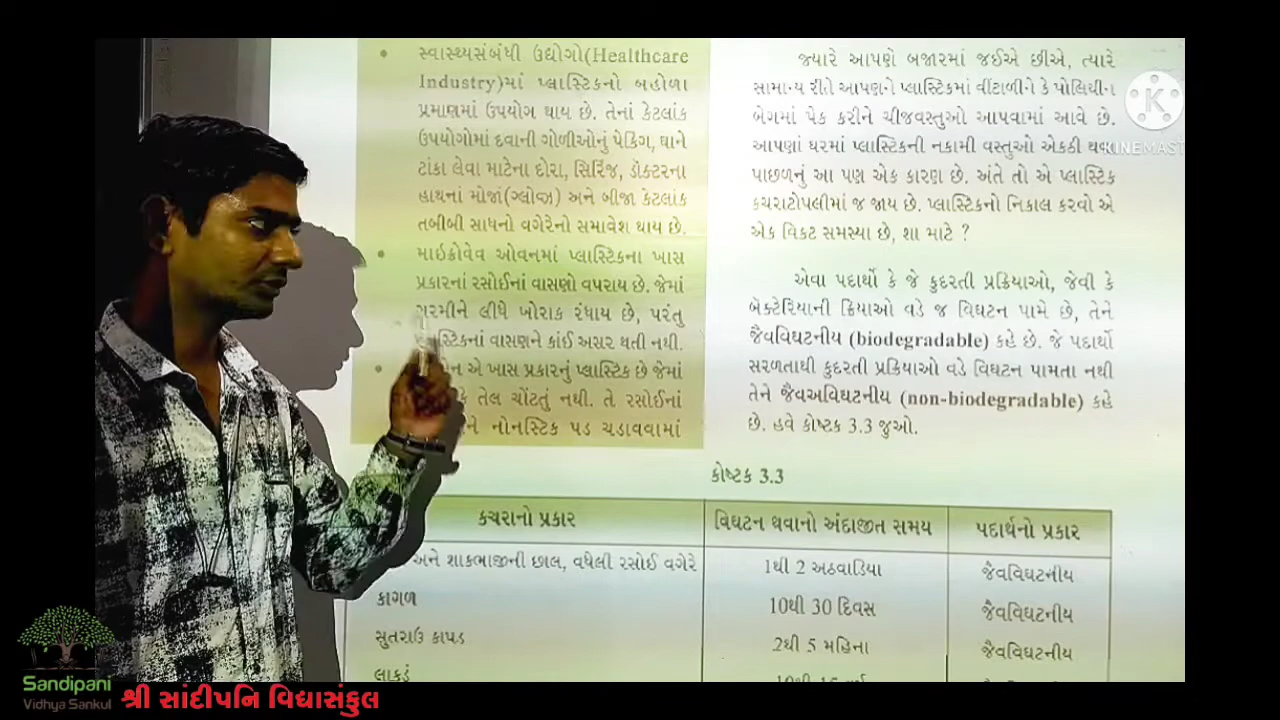 સ્વાસ્થ્યસંબંધી ઉદ્યોગો(Healthcare
Industry)માં પ્લાસ્ટિકનો બહોળા
પ્રમાણમાં ઉપયોગ થાય છે. તેનાં કેટલાંક
ઉપયોગોમાં દવાની ગોળીઓનું પેકિંગ, ઘાને
ટાંકા લેવા માટેના દોરા, સિરિંજ, ડૉક્ટરના
હાથનાં મોજાં(ગ્લોવ્ઝ) અને બીજા કેટલાંક
તબીબી સાધનો વગેરેનો સમાવેશ થાય છે.
માઇક્રોવેવ ઓવનમાં પ્લાસ્ટિકના ખાસ
પ્રકારનાં રસોઈનાં વાસણો વપરાય છે. જેમાં
ગરમીને લીધે ખોરાક રંધાય છે, પરંતુ
સ્ટિકનાં વાસણને કાંઈ અસર થતી નથી.
ન એ ખાસ પ્રકારનું પ્લાસ્ટિક છે જેમાં
કે તેલ ચોંટતું નથી. તે રસોઈનાં
ને નોનસ્ટિક પડ ચડાવવામાં
જ્યારે આપણે બજારમાં જઈએ છીએ, ત્યારે
સામાન્ય રીતે આપણને પ્લાસ્ટિકમાં વીંટાળીને કે પોલિથીન
બેગમાં પેક કરીને ચીજવસ્તુઓ આપવામાં આવે છે.
આપણાં ઘરમાં પ્લાસ્ટિકની નકામી વસ્તુઓ એકઠી થવા
પાછળનું આ પણ એક કારણ છે. અંતે તો એ પ્લાસ્ટિક
કચરાટોપલીમાં જ જાય છે. પ્લાસ્ટિકનો નિકાલ કરવો એ
એક વિકટ સમસ્યા છે, શા માટે ?
એવા પદાર્થો કે જે કુદરતી પ્રક્રિયાઓ, જેવી કે
બૅક્ટેરિયાની ક્રિયાઓ વડે જ વિઘટન પામે છે, તેને
જૈવવિઘટનીય (biodegradable) કહે છે. જે પદાર્થો
સરળતાથી કુદરતી પ્રક્રિયાઓ વડે વિઘટન પામતા નથી
તેને જૈવઅવિઘટનીય (non-biodegradable) કહે
છે. હવે કોષ્ટક 3.3 જુઓ.
K
KINEMAST
કોષ્ટક 3.3
કચરાનો પ્રકાર વિઘટન થવાનો અંદાજીત સમય પદાર્થનો પ્રકાર
અને શાકભાજીની છાલ, વધેલી રસોઈ વગેરે 1થી 2 અઠવાડિયા જૈવવિઘટનીય
કાગળ 10થી 30 દિવસ જૈવવિઘટનીય
સુતરાઉ કાપડ 2થી 5 મહિના જૈવવિઘટનીય
લાકડું
Sandipani
Vidhya Sankul
શ્રી સાંદીપનિ વિદ્યાસંકુલ